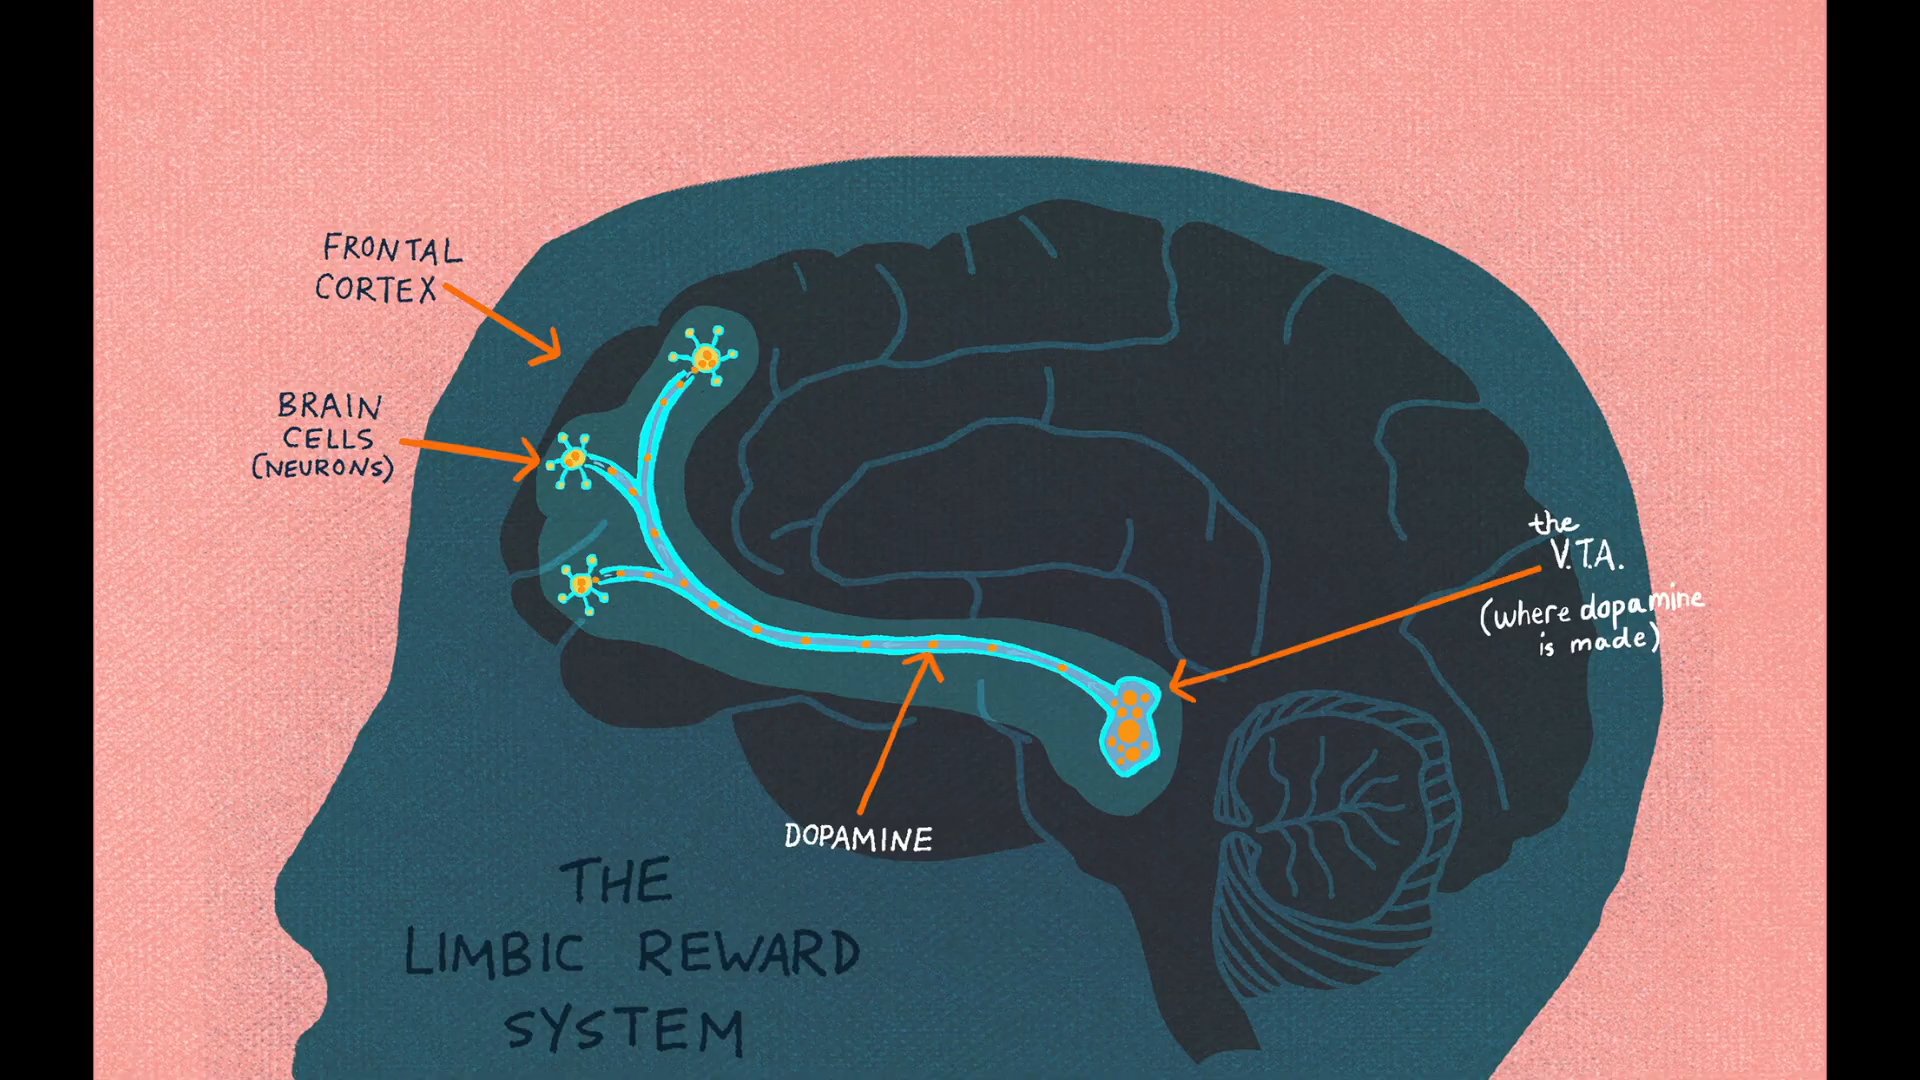 FRONTAL
CORTEX
BRAIN
CELLS
(NEURONS)
the
V.T.A.
(where dopamine
is made)
DOPAMINE
THE
LIMBIC REWARD
SYSTEM